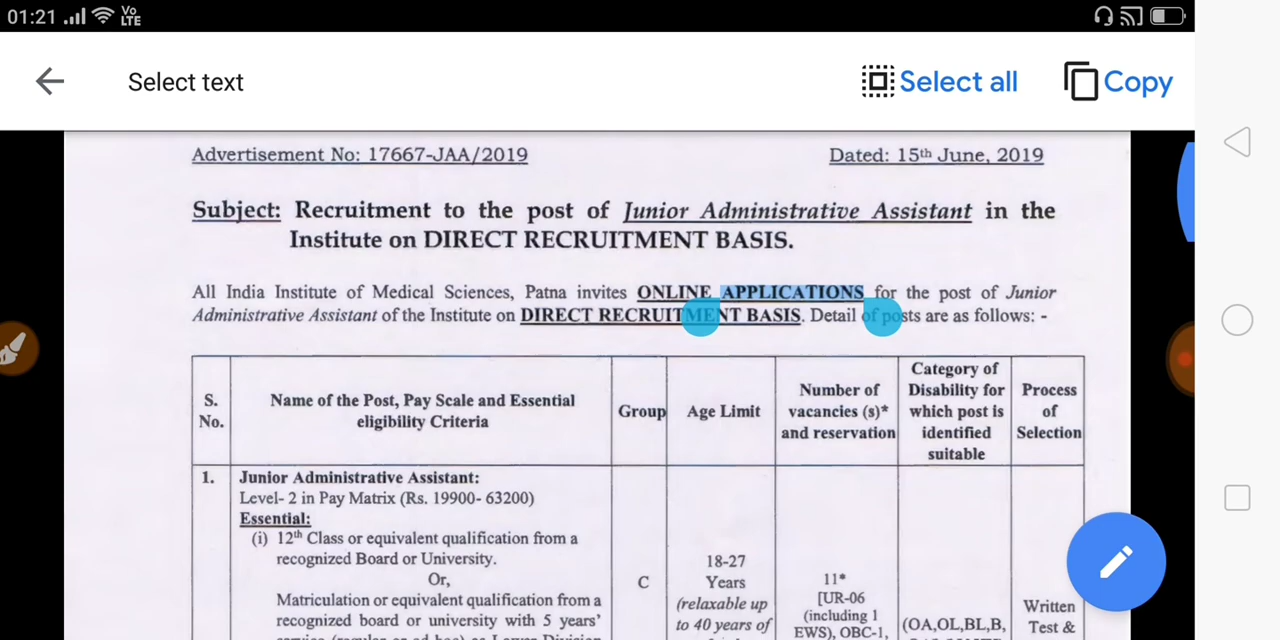 01:21 Vo LTE
Select text
Select all
Copy
Advertisement No: 17667-JAA/2019
Dated: 15th June, 2019
Subject: Recruitment to the post of Junior Administrative Assistant in the
Institute on DIRECT RECRUITMENT BASIS.
All India Institute of Medical Sciences, Patna invites ONLINE APPLICATIONS for the post of Junior
Administrative Assistant of the Institute on DIRECT RECRUITMENT BASIS. Detail of posts are as follows: -
S.
No.
Name of the Post, Pay Scale and Essential
eligibility Criteria
Group
Age Limit
Number of
vacancies (s)*
and reservation
Category of
Disability for
which post is
identified
suitable
Process
of
Selection
1.
Junior Administrative Assistant:
Level- 2 in Pay Matrix (Rs. 19900- 63200)
Essential:
(i) 12th Class or equivalent qualification from a
recognized Board or University.
Or,
Matriculation or equivalent qualification from a
recognized board or university with 5 years'
C
18-27
Years
(relaxable up
to 40 years of
11*
[UR-06
(including 1
EWS), OBC-1,
(OA,OL,BL,B,
Written
Test &